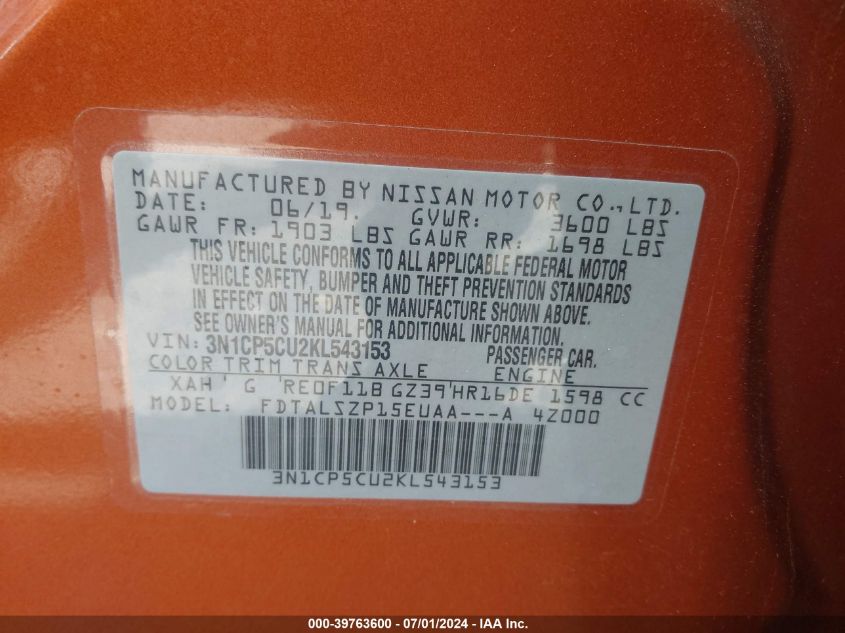 MANUFACTURED BY NISSAN MOTOR CO., LTD.
DATE: 06/19. GVWR: 3600 LBS
GAWR FR: 1903 LBS GAWR RR: 1698 LBS
THIS VEHICLE CONFORMS TO ALL APPLICABLE FEDERAL MOTOR
VEHICLE SAFETY, BUMPER AND THEFT PREVENTION STANDARDS
IN EFFECT ON THE DATE OF MANUFACTURE SHOWN ABOVE.
SEE OWNER'S MANUAL FOR ADDITIONAL INFORMATION.
VIN: 3N1CP5CU2KL543153 PASSENGER CAR.
COLOR TRIM TRANS AXLE ENGINE
XAH ' G 'RE0F11B GZ39'HR16DE 1598 CC
MODEL: FDTALSZP15EUAA---A 4Z000
3N1CP5CU2KL543153
000-39763600 - 07/01/2024 - IAA Inc.